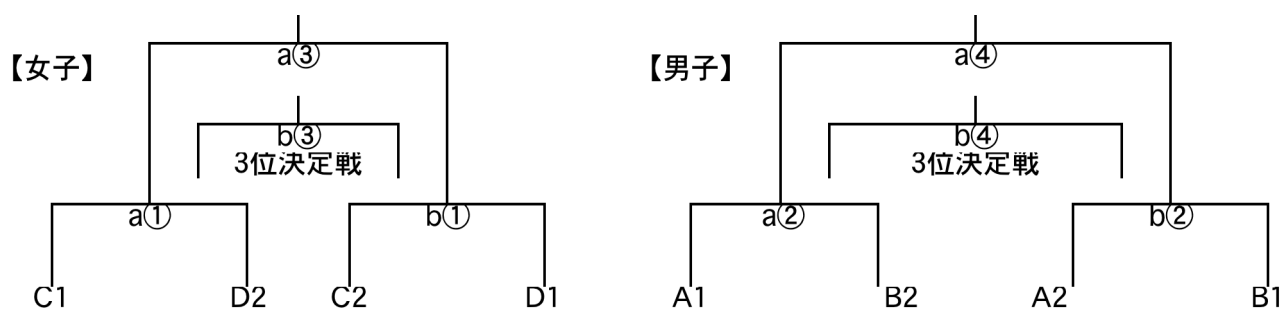 a③
【女子】
b③
3位決定戦
a①
b①
C1 D2 C2 D1
a④
【男子】
b④
3位決定戦
a②
b②
A1 B2 A2 B1